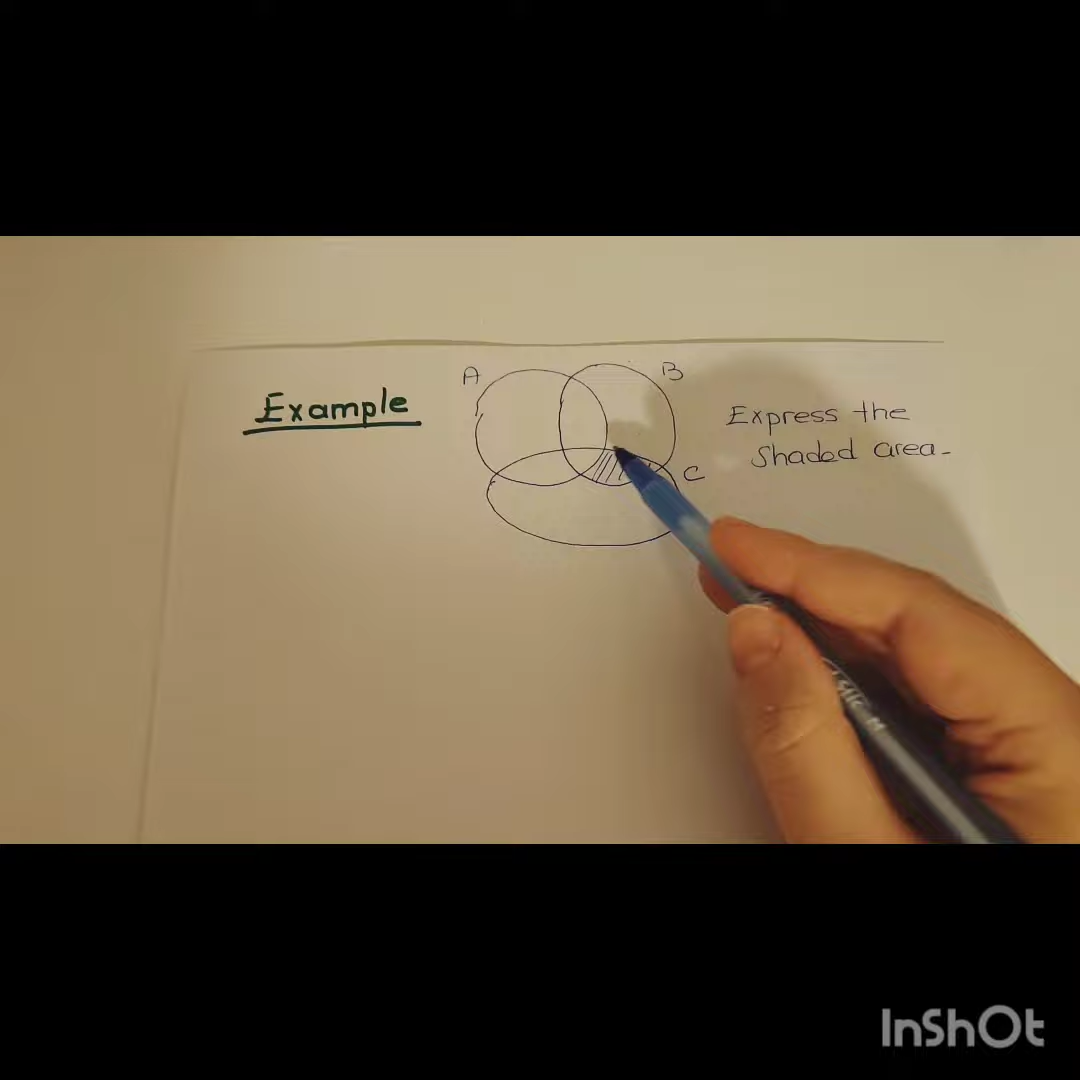 A
B
Example
Express the
Shaded area-
C
InShOt